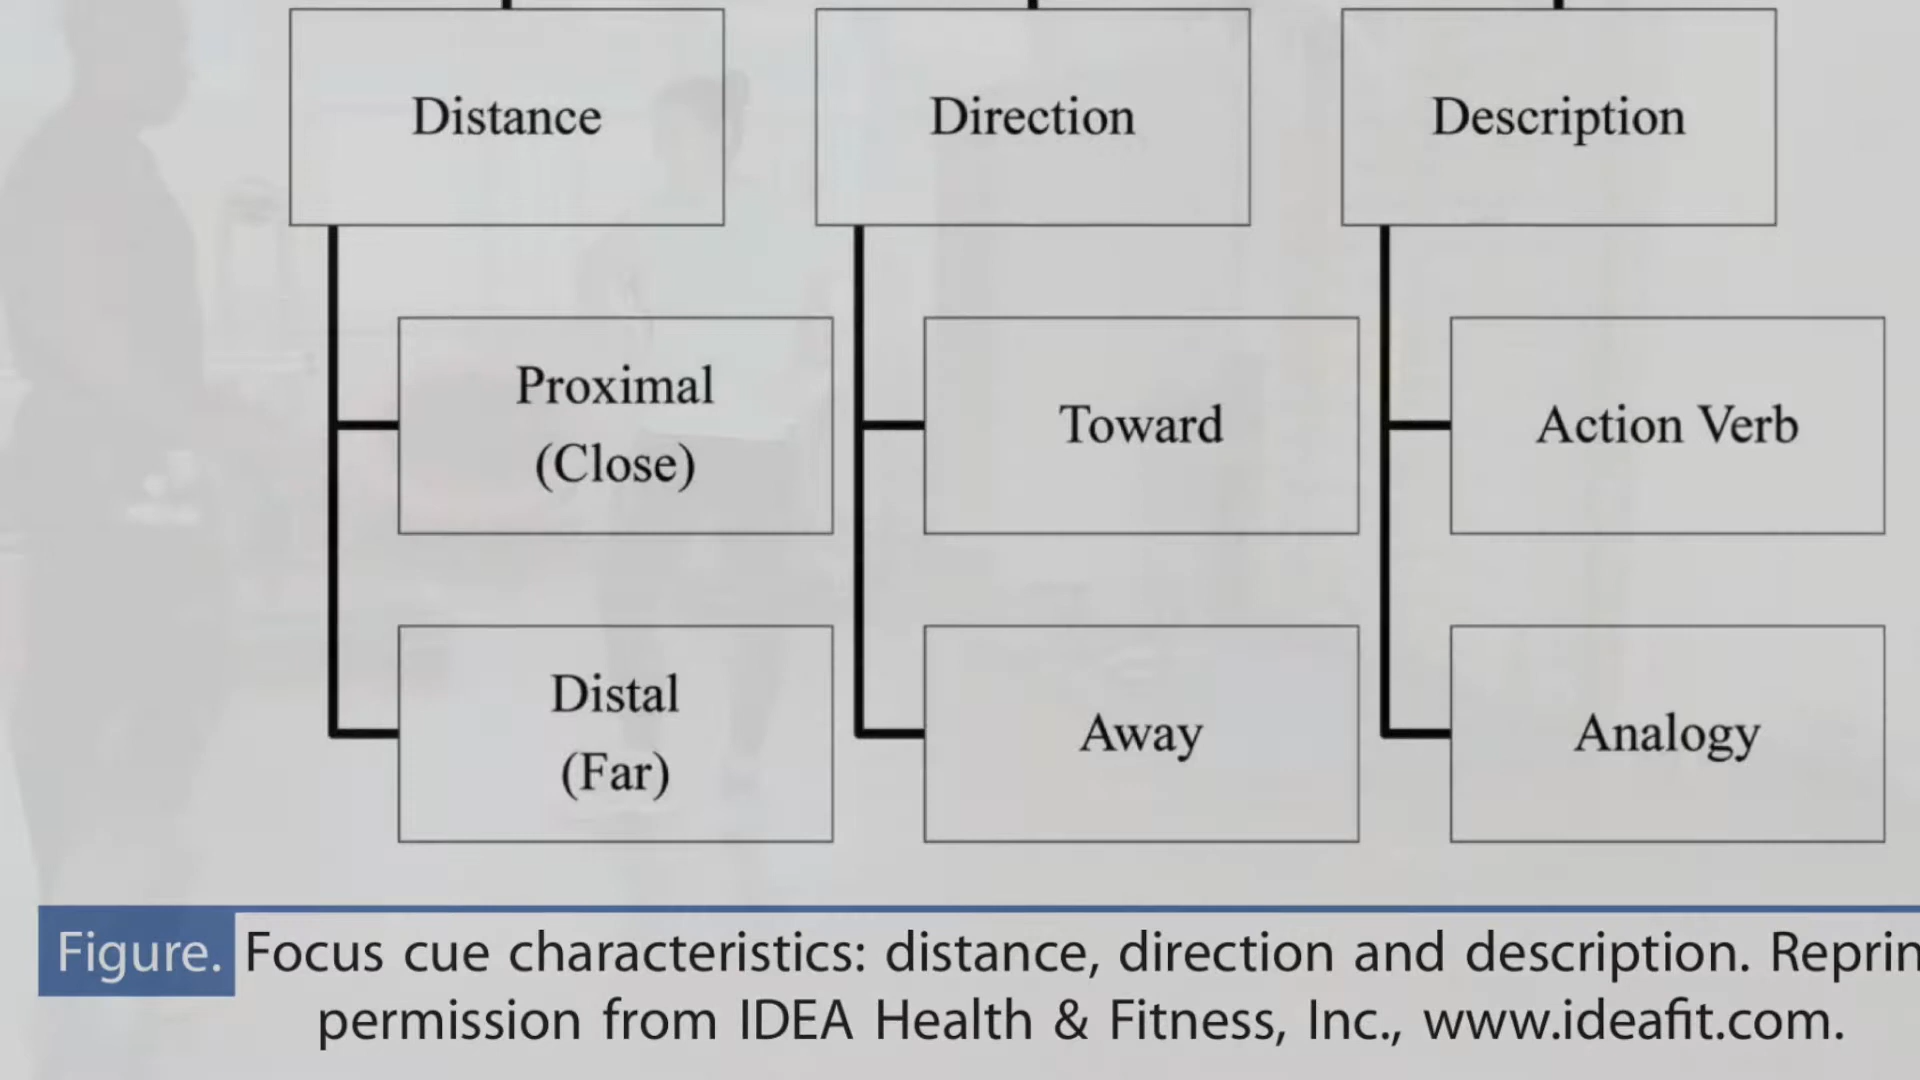 Distance
Direction
Description
Proximal
(Close)
Toward
Action Verb
Distal
(Far)
Away
Analogy
Figure. Focus cue characteristics: distance, direction and description.
permission from IDEA Health & Fitness, Inc., www.ideafit.com.